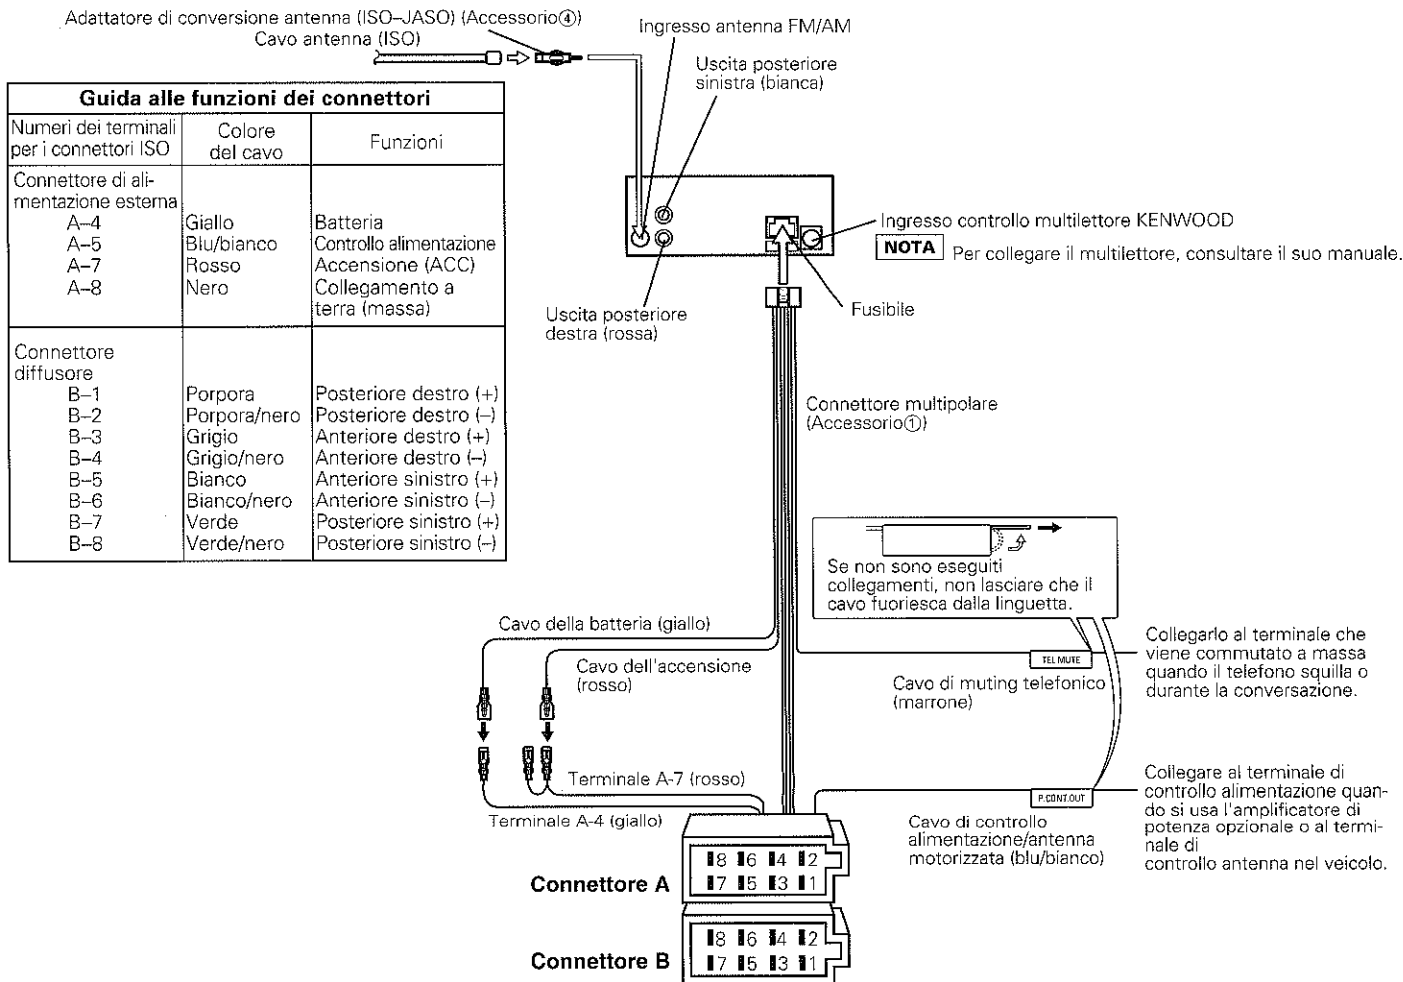 Adattatore di conversione antenna (ISO–JASO) (Accessorio④)
Cavo antenna (ISO)
Ingresso antenna FM/AM
Uscita posteriore
sinistra (bianca)
Guida alle funzioni dei connettori
Numeri dei terminali
per i connettori ISO
Colore
del cavo
Funzioni
Connettore di ali-
mentazione esterna
A–4 Giallo Batteria
A–5 Blu/bianco Controllo alimentazione
A–7 Rosso Accensione (ACC)
A–8 Nero Collegamento a
terra (massa)
Connettore
diffusore
B–1 Porpora Posteriore destro (+)
B–2 Porpora/nero Posteriore destro (–)
B–3 Grigio Anteriore destro (+)
B–4 Grigio/nero Anteriore destro (–)
B–5 Bianco Anteriore sinistro (+)
B–6 Bianco/nero Anteriore sinistro (–)
B–7 Verde Posteriore sinistro (+)
B–8 Verde/nero Posteriore sinistro (–)
Ingresso controllo multilettore KENWOOD
NOTA Per collegare il multilettore, consultare il suo manuale.
Uscita posteriore
destra (rossa)
Fusibile
Connettore multipolare
(Accessorio①)
Se non sono eseguiti
collegamenti, non lasciare che il
cavo fuoriesca dalla linguetta.
Cavo della batteria (giallo)
Cavo dell'accensione
(rosso)
TEL MUTE
Cavo di muting telefonico
(marrone)
Collegarlo al terminale che
viene commutato a massa
quando il telefono squilla o
durante la conversazione.
Terminale A-7 (rosso)
Terminale A-4 (giallo)
P.CONT.OUT
Cavo di controllo
alimentazione/antenna
motorizzata (blu/bianco)
Collegare al terminale di
controllo alimentazione quan-
do si usa l'amplificatore di
potenza opzionale o al termi-
nale di
controllo antenna nel veicolo.
Connettore A
8 6 4 2
7 5 3 1
Connettore B
8 6 4 2
7 5 3 1